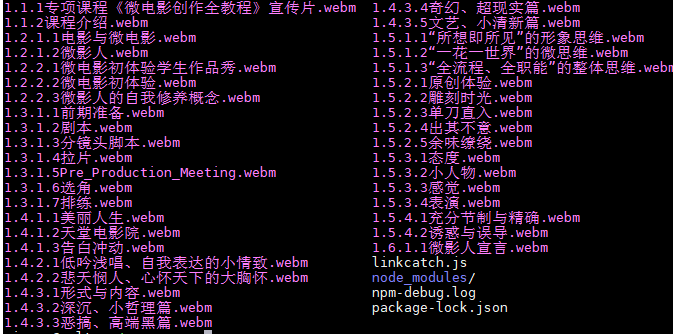 1.1.1专项课程《微电影创作全教程》宣传片.webm
1.1.2课程介绍.webm
1.2.1.1电影与微电影.webm
1.2.1.2微影人.webm
1.2.2.1微电影初体验学生作品秀.webm
1.2.2.2微电影初体验.webm
1.2.2.3微影人的自我修养概念.webm
1.3.1.1前期准备.webm
1.3.1.2剧本.webm
1.3.1.3分镜头脚本.webm
1.3.1.4拉片.webm
1.3.1.5Pre_Production_Meeting.webm
1.3.1.6选角.webm
1.3.1.7排练.webm
1.4.1.1美丽人生.webm
1.4.1.2天堂电影院.webm
1.4.1.3告白冲动.webm
1.4.2.1低吟浅唱、自我表达的小情致.webm
1.4.2.2悲天悯人、心怀天下的大胸怀.webm
1.4.3.1形式与内容.webm
1.4.3.2深沉、小哲理篇.webm
1.4.3.3恶搞、高端黑篇.webm
1.4.3.4奇幻、超现实篇.webm
1.4.3.5文艺、小清新篇.webm
1.5.1.1“所想即所见”的形象思维.webm
1.5.1.2“一花一世界”的微思维.webm
1.5.1.3“全流程、全职能”的整体思维.webm
1.5.2.1原创体验.webm
1.5.2.2雕刻时光.webm
1.5.2.3单刀直入.webm
1.5.2.4出其不意.webm
1.5.2.5余味缭绕.webm
1.5.3.1态度.webm
1.5.3.2小人物.webm
1.5.3.3感觉.webm
1.5.3.4表演.webm
1.5.4.1充分节制与精确.webm
1.5.4.2诱惑与误导.webm
1.6.1.1微影人宣言.webm
linkcatch.js
node_modules/
npm-debug.log
package-lock.json